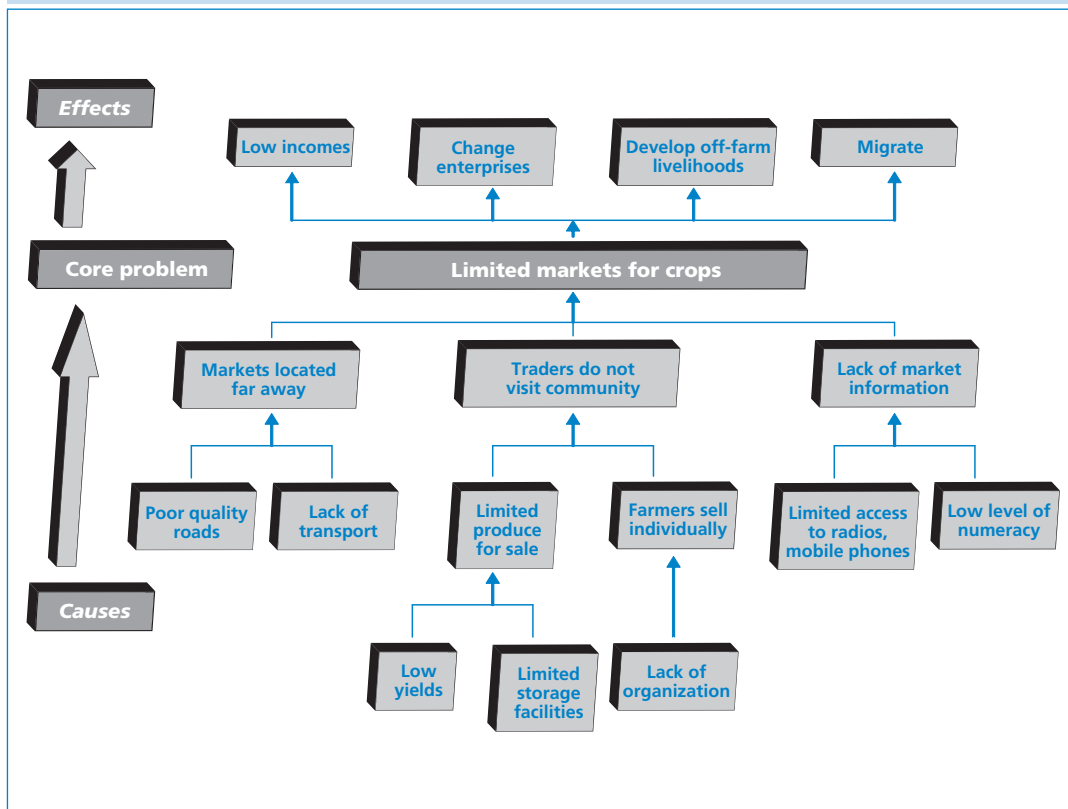 Effects
Low incomes
Change
enterprises
Develop off-farm
livelihoods
Migrate
Core problem
Limited markets for crops
Markets located
far away
Traders do not
visit community
Lack of market
information
Poor quality
roads
Lack of
transport
Limited
produce
for sale
Farmers sell
individually
Limited access
to radios,
mobile phones
Low level of
numeracy
Causes
Low
yields
Limited
storage
facilities
Lack of
organization